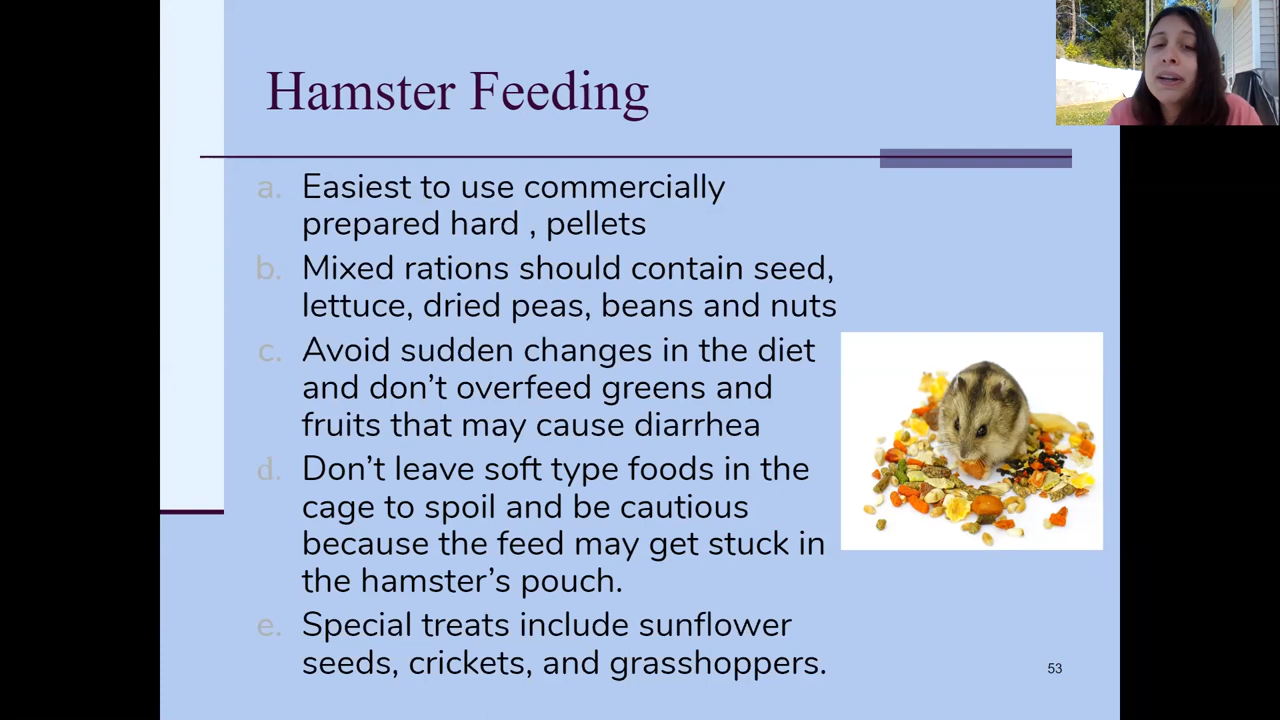 Hamster Feeding
a. Easiest to use commercially
prepared hard , pellets
b. Mixed rations should contain seed,
lettuce, dried peas, beans and nuts
c. Avoid sudden changes in the diet
and don’t overfeed greens and
fruits that may cause diarrhea
d. Don’t leave soft type foods in the
cage to spoil and be cautious
because the feed may get stuck in
the hamster’s pouch.
e. Special treats include sunflower
seeds, crickets, and grasshoppers.
53